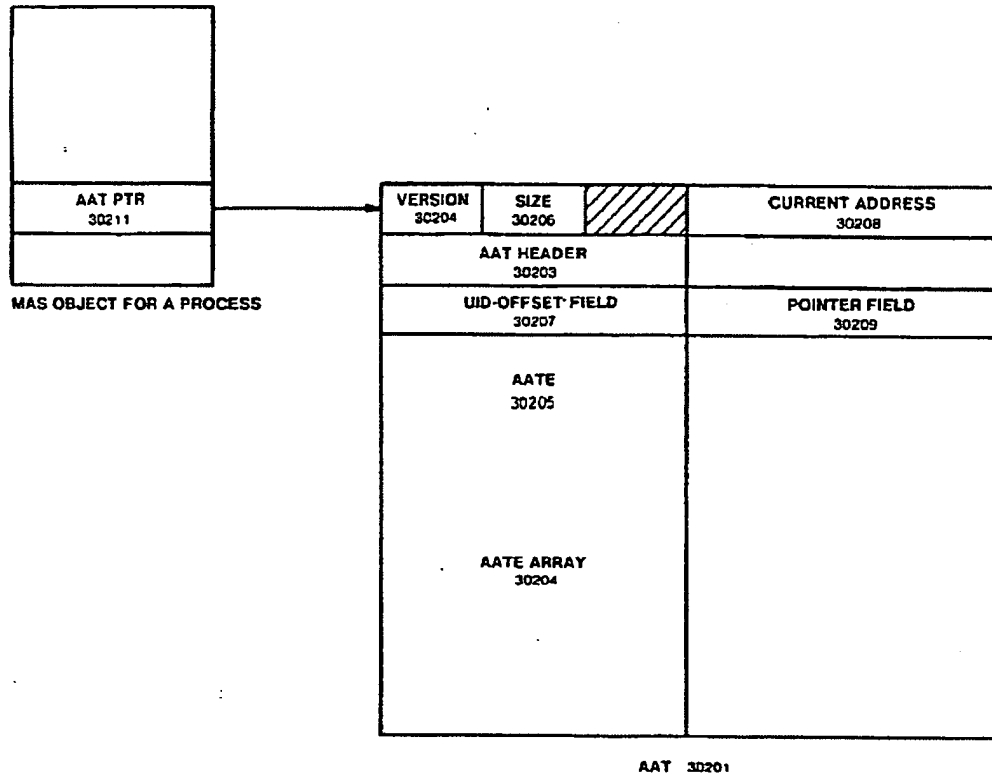 AAT PTR
30211
MAS OBJECT FOR A PROCESS
VERSION
30204
SIZE
30206
CURRENT ADDRESS
30208
AAT HEADER
30203
UID-OFFSET FIELD
30207
POINTER FIELD
30209
AATE
30205
AATE ARRAY
30204
AAT 30201